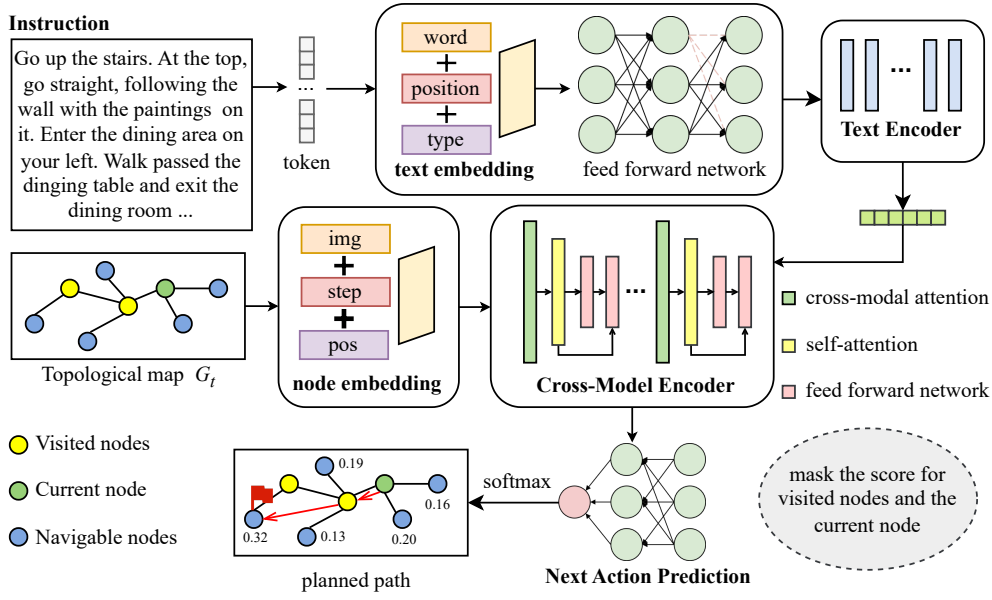 Instruction
Go up the stairs. At the top,
go straight, following the
wall with the paintings on
it. Enter the dining area on
your left. Walk passed the
dinging table and exit the
dining room ...
...
token
word
+
position
+
type
text embedding
feed forward network
...
Text Encoder
Topological map G_t
img
+
step
+
pos
node embedding
...
Cross-Model Encoder
cross-modal attention
self-attention
feed forward network
Visited nodes
Current node
Navigable nodes
0.19
0.16
0.32
0.13
0.20
planned path
softmax
Next Action Prediction
mask the score for
visited nodes and the
current node